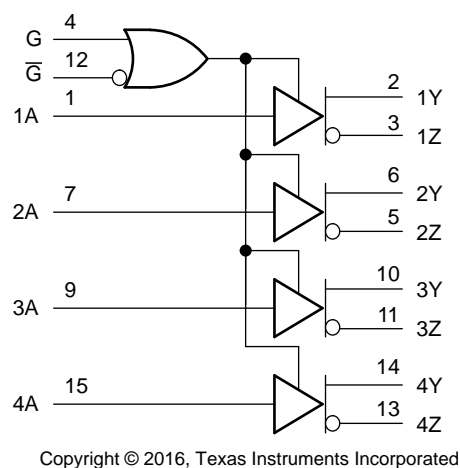 G 4
G̅ 12
1A 1
2 1Y
3 1Z
6 2Y
2A 7
5 2Z
10 3Y
3A 9
11 3Z
14 4Y
4A 15
13 4Z
Copyright © 2016, Texas Instruments Incorporated